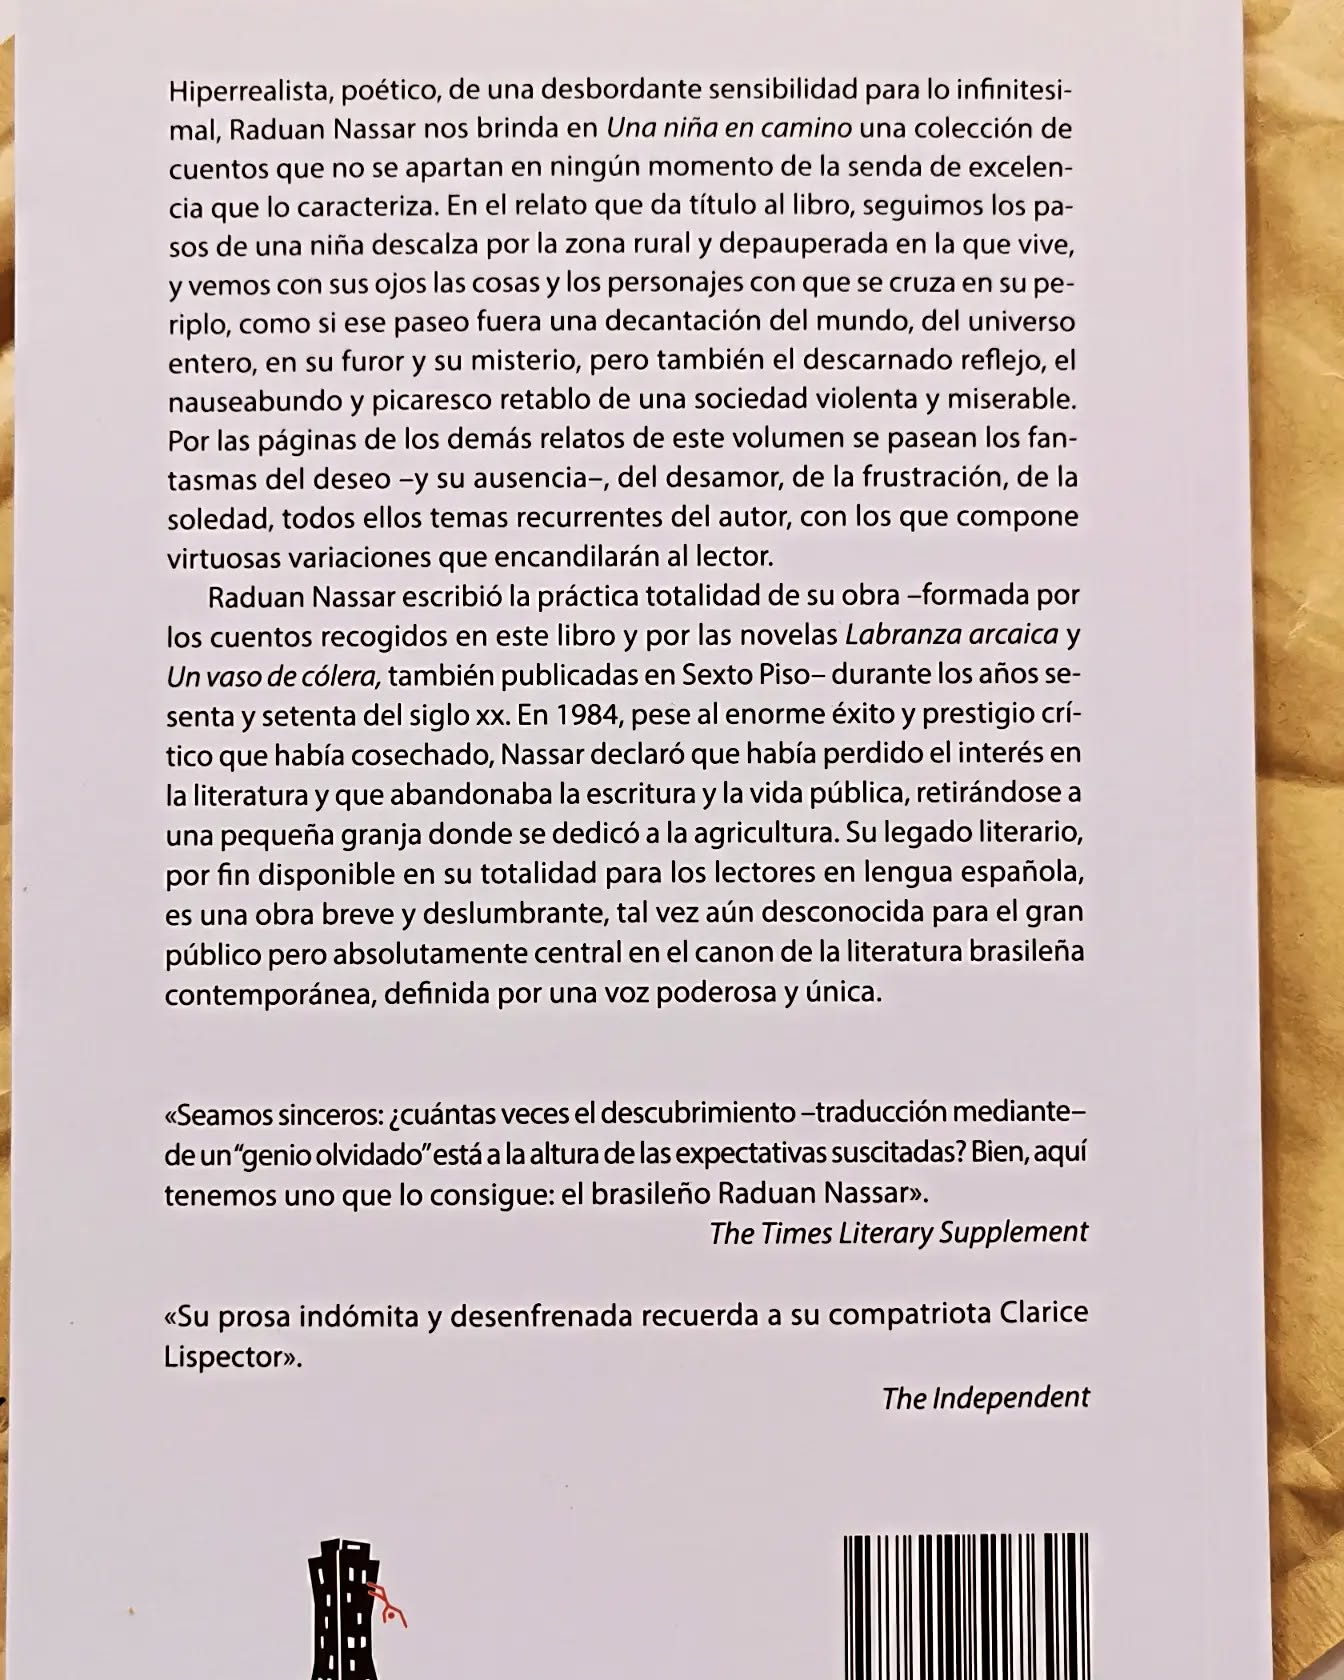 Hiperrealista, poético, de una desbordante sensibilidad para lo infinitesi-
mal, Raduan Nassar nos brinda en Una niña en camino una colección de
cuentos que no se apartan en ningún momento de la senda de excelen-
cia que lo caracteriza. En el relato que da título al libro, seguimos los pa-
sos de una niña descalza por la zona rural y depauperada en la que vive,
y vemos con sus ojos las cosas y los personajes con que se cruza en su pe-
riplo, como si ese paseo fuera una decantación del mundo, del universo
entero, en su furor y su misterio, pero también el descarnado reflejo, el
nauseabundo y picaresco retablo de una sociedad violenta y miserable.
Por las páginas de los demás relatos de este volumen se pasean los fan-
tasmas del deseo –y su ausencia–, del desamor, de la frustración, de la
soledad, todos ellos temas recurrentes del autor, con los que compone
virtuosas variaciones que encandilarán al lector.
Raduan Nassar escribió la práctica totalidad de su obra –formada por
los cuentos recogidos en este libro y por las novelas Labranza arcaica y
Un vaso de cólera, también publicadas en Sexto Piso– durante los años se-
senta y setenta del siglo xx. En 1984, pese al enorme éxito y prestigio crí-
tico que había cosechado, Nassar declaró que había perdido el interés en
la literatura y que abandonaba la escritura y la vida pública, retirándose a
una pequeña granja donde se dedicó a la agricultura. Su legado literario,
por fin disponible en su totalidad para los lectores en lengua española,
es una obra breve y deslumbrante, tal vez aún desconocida para el gran
público pero absolutamente central en el canon de la literatura brasileña
contemporánea, definida por una voz poderosa y única.
«Seamos sinceros: ¿cuántas veces el descubrimiento –traducción mediante–
de un “genio olvidado” está a la altura de las expectativas suscitadas? Bien, aquí
tenemos uno que lo consigue: el brasileño Raduan Nassar».
The Times Literary Supplement
«Su prosa indómita y desenfrenada recuerda a su compatriota Clarice
Lispector».
The Independent